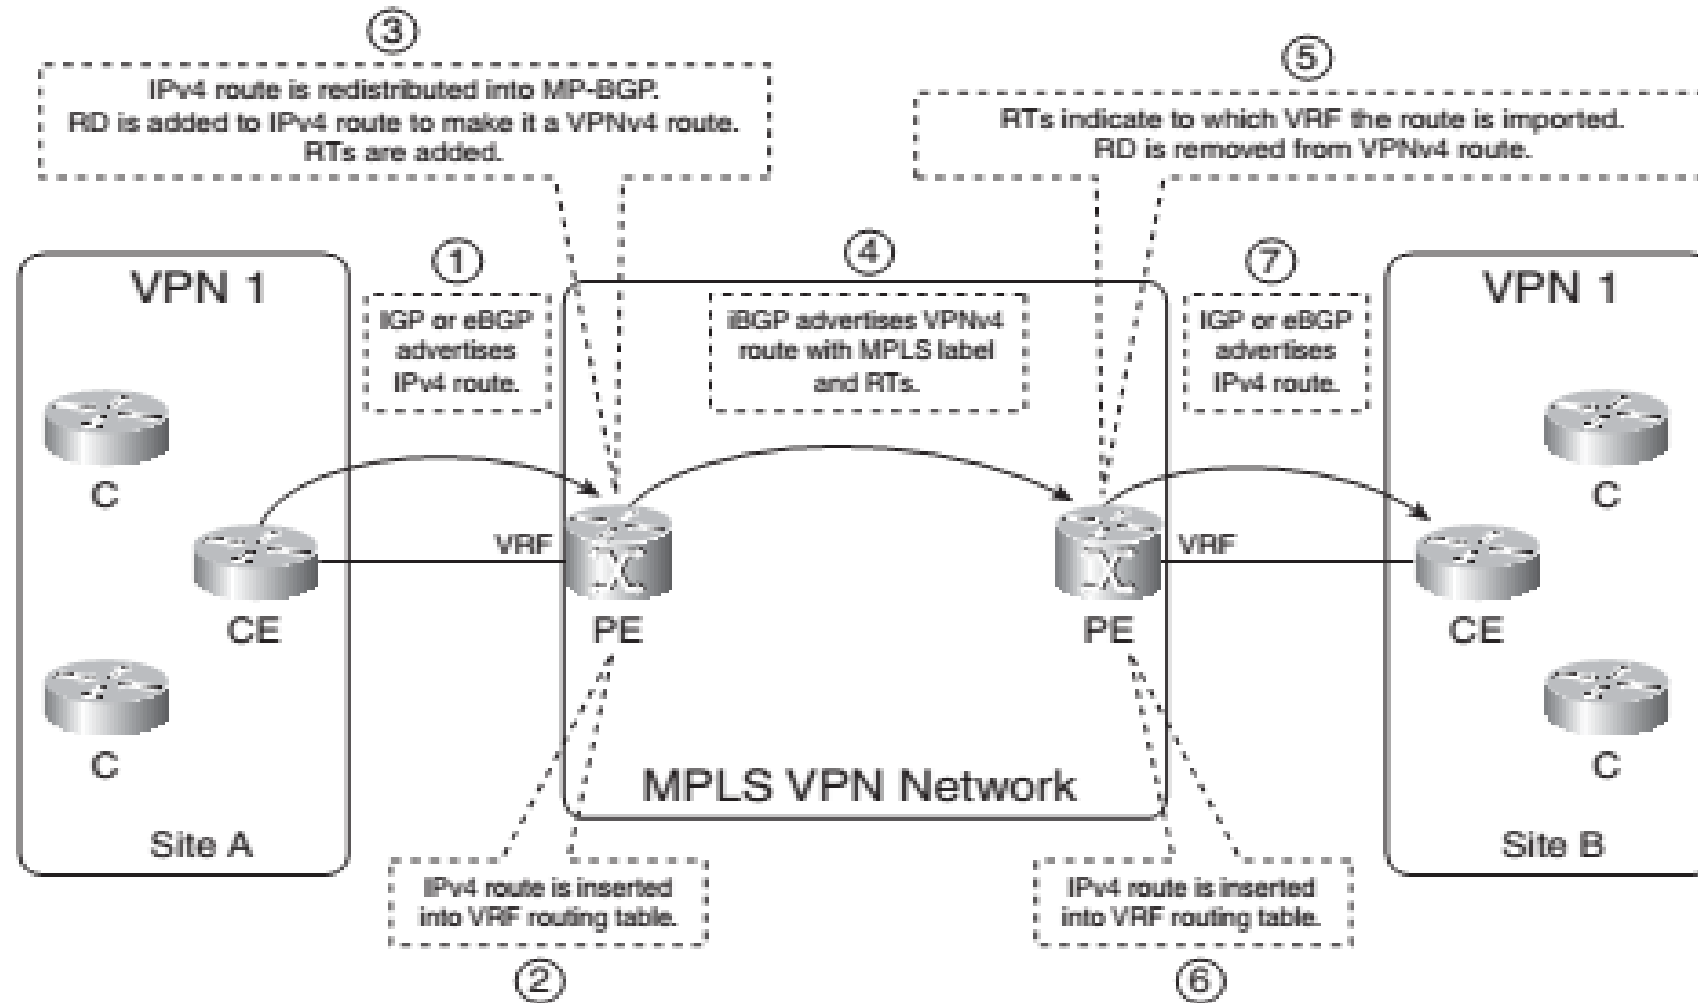 3
IPv4 route is redistributed into MP-BGP.
RD is added to IPv4 route to make it a VPNv4 route.
RTs are added.
5
RTs indicate to which VRF the route is imported.
RD is removed from VPNv4 route.
VPN 1
1
IGP or eBGP
advertises
IPv4 route.
4
iBGP advertises VPNv4
route with MPLS label
and RTs.
7
IGP or eBGP
advertises
IPv4 route.
VPN 1
C
CE
C
Site A
VRF
PE
MPLS VPN Network
PE
VRF
C
CE
C
Site B
IPv4 route is inserted
into VRF routing table.
2
IPv4 route is inserted
into VRF routing table.
6